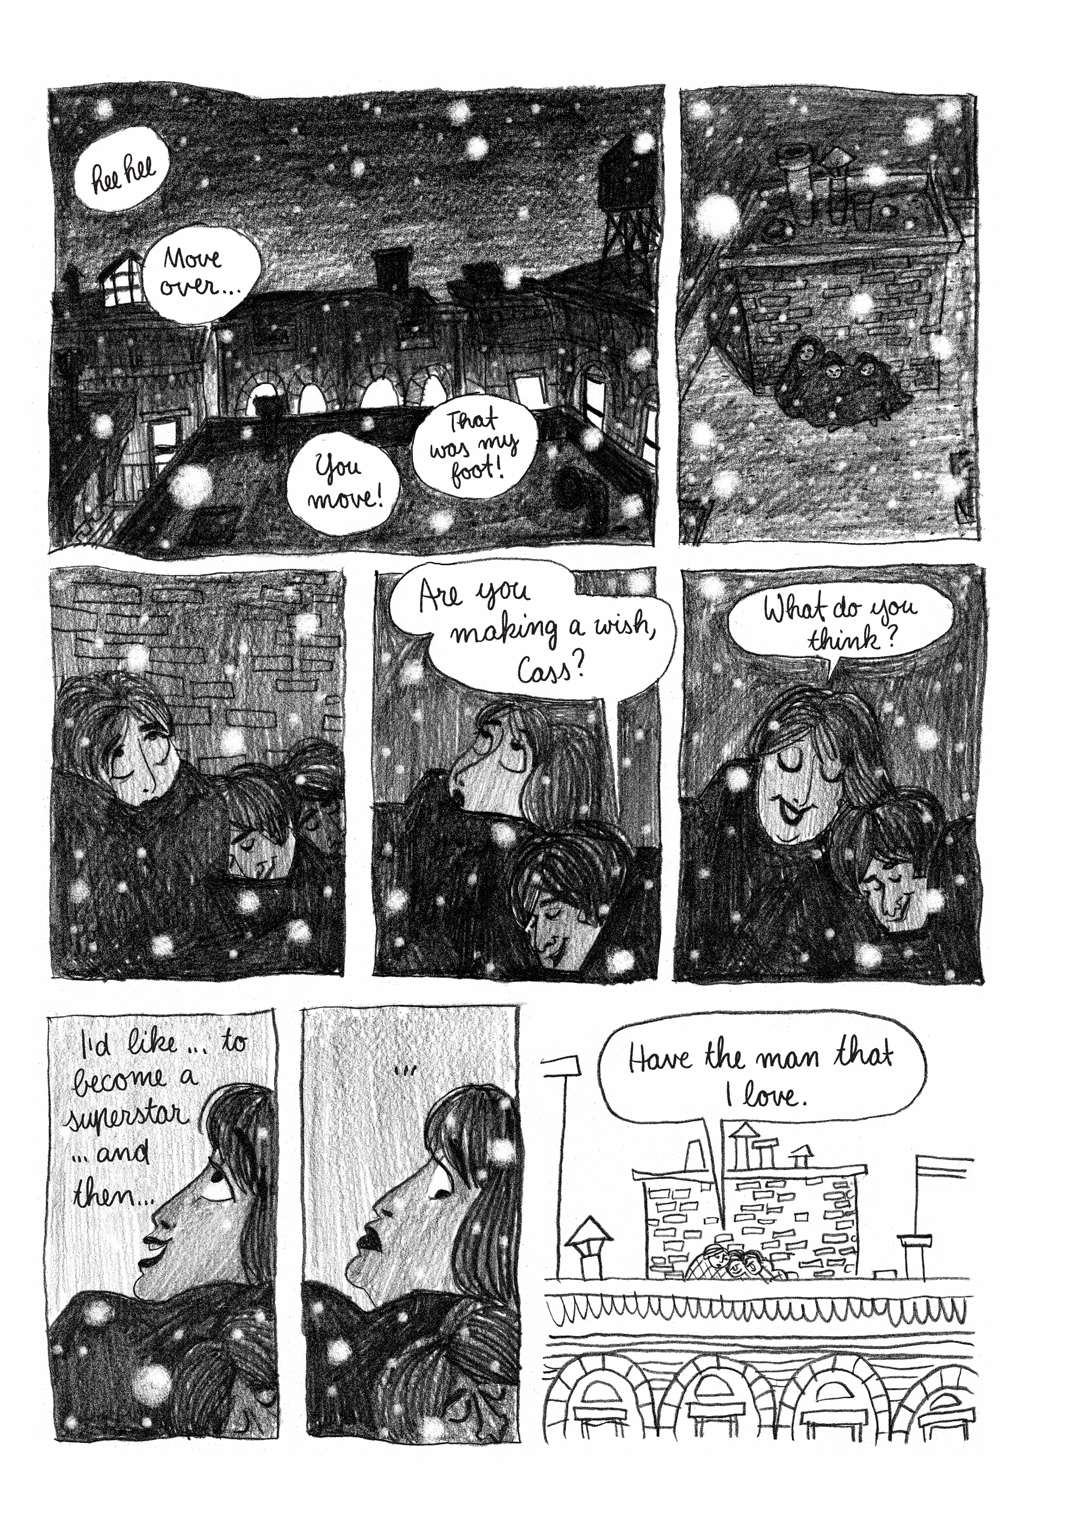 hee hee
Move
over...
You
move!
That
was my
foot!
Are you
making a wish,
Cass?
What do you
think?
I'd like ... to
become a
superstar
... and
then...
...
Have the man that
I love.